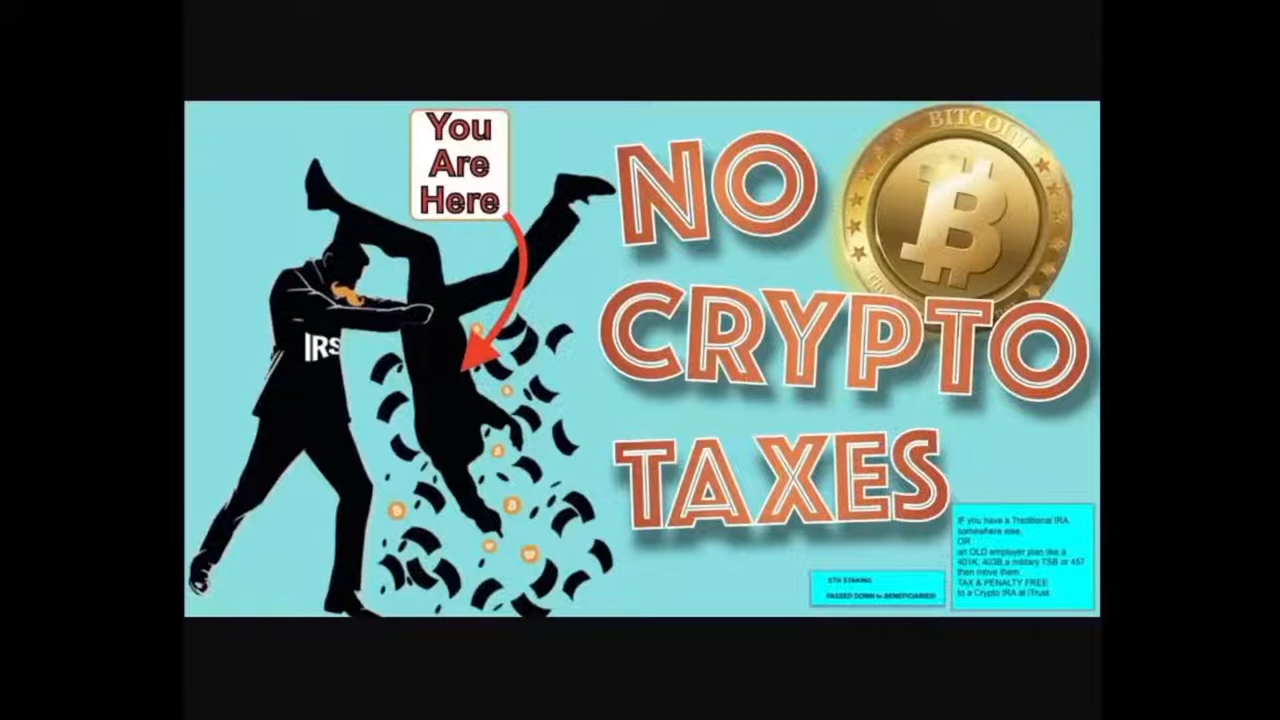 You
Are
Here
IRS
NO
CRYPTO
TAXES
BITCOIN
ETH STAKING
PASSED DOWN to BENEFICIARIES!
IF you have a Traditional IRA
somewhere else,
OR
an OLD employer plan like a
401K, 403B,a military TSB or 457
then move them
TAX & PENALTY FREE
to a Crypto IRA at iTrust